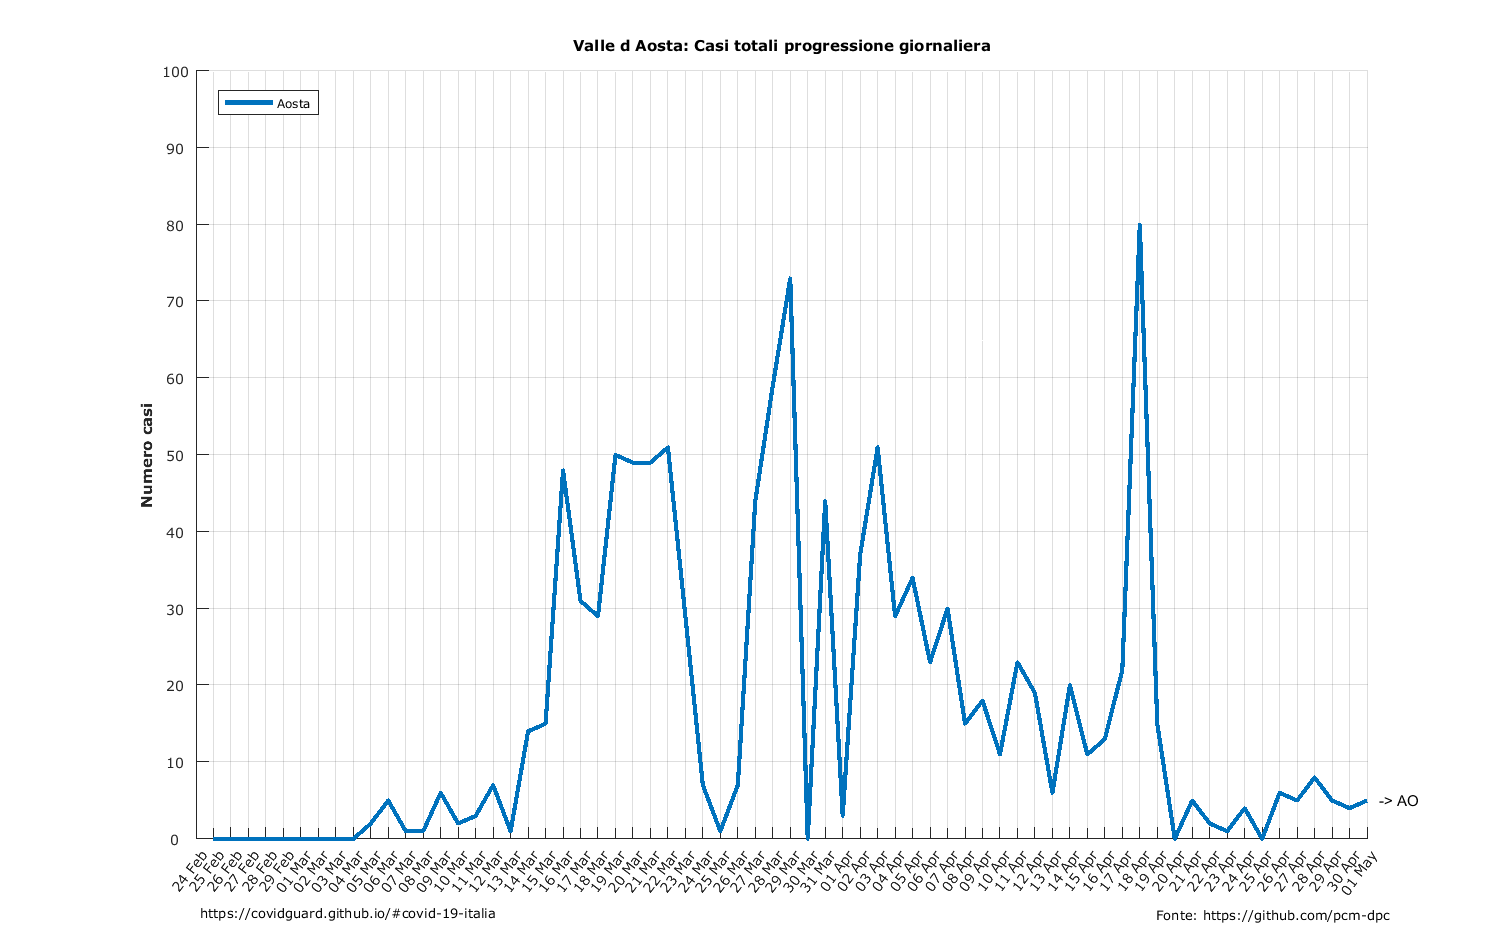 Valle d Aosta: Casi totali progressione giornaliera
Aosta
100
90
80
70
60
50
40
30
20
10
0
Numero casi
-> AO
24 Feb
25 Feb
26 Feb
27 Feb
28 Feb
29 Feb
01 Mar
02 Mar
03 Mar
04 Mar
05 Mar
06 Mar
07 Mar
08 Mar
09 Mar
10 Mar
11 Mar
12 Mar
13 Mar
14 Mar
15 Mar
16 Mar
17 Mar
18 Mar
19 Mar
20 Mar
21 Mar
22 Mar
23 Mar
24 Mar
25 Mar
26 Mar
27 Mar
28 Mar
29 Mar
30 Mar
31 Mar
01 Apr
02 Apr
03 Apr
04 Apr
05 Apr
06 Apr
07 Apr
08 Apr
09 Apr
10 Apr
11 Apr
12 Apr
13 Apr
14 Apr
15 Apr
16 Apr
17 Apr
18 Apr
19 Apr
20 Apr
21 Apr
22 Apr
23 Apr
24 Apr
25 Apr
26 Apr
27 Apr
28 Apr
29 Apr
30 Apr
01 May
https://covidguard.github.io/#covid-19-italia
Fonte: https://github.com/pcm-dpc